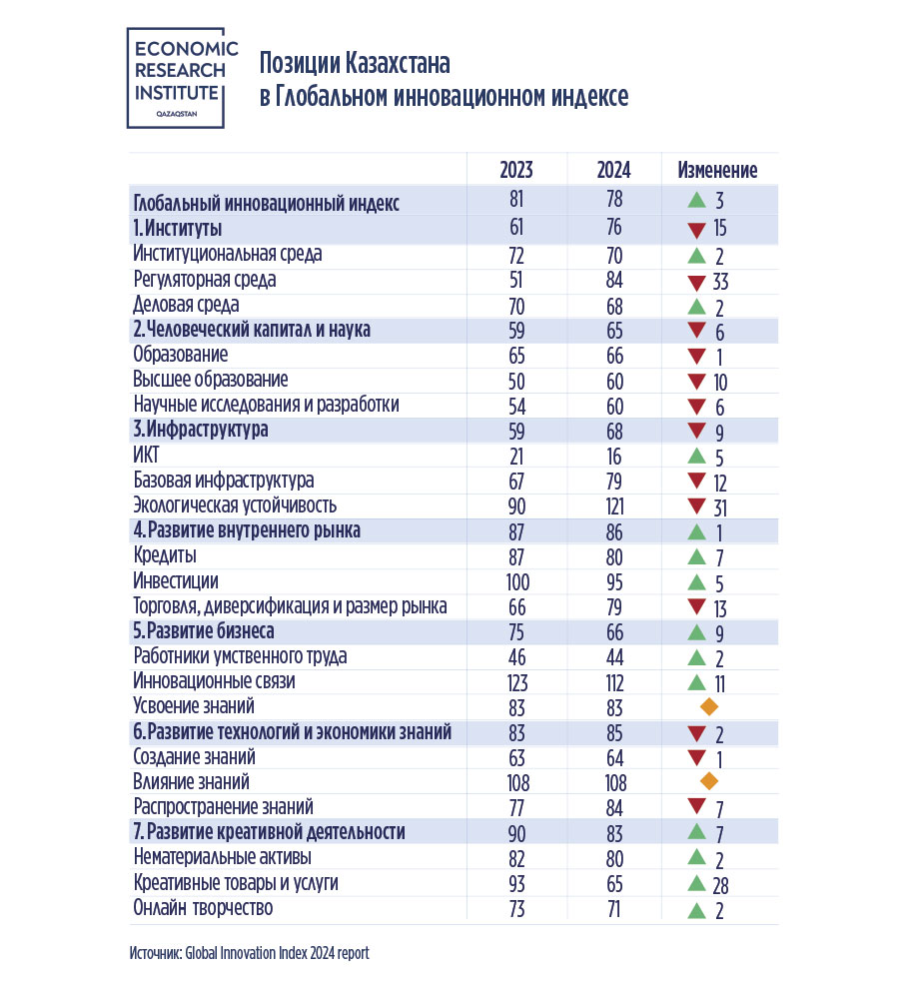 ECONOMIC
RESEARCH
INSTITUTE
QAZAQSTAN
Позиции Казахстана
в Глобальном инновационном индексе
2023 2024 Изменение
Глобальный инновационный индекс 81 78 3
1. Институты 61 76 15
Институциональная среда 72 70 2
Регуляторная среда 51 84 33
Деловая среда 70 68 2
2. Человеческий капитал и наука 59 65 6
Образование 65 66 1
Высшее образование 50 60 10
Научные исследования и разработки 54 60 6
3. Инфраструктура 59 68 9
ИКТ 21 16 5
Базовая инфраструктура 67 79 12
Экологическая устойчивость 90 121 31
4. Развитие внутреннего рынка 87 86 1
Кредиты 87 80 7
Инвестиции 100 95 5
Торговля, диверсификация и размер рынка 66 79 13
5. Развитие бизнеса 75 66 9
Работники умственного труда 46 44 2
Инновационные связи 123 112 11
Усвоение знаний 83 83
6. Развитие технологий и экономики знаний 83 85 2
Создание знаний 63 64 1
Влияние знаний 108 108
Распространение знаний 77 84 7
7. Развитие креативной деятельности 90 83 7
Нематериальные активы 82 80 2
Креативные товары и услуги 93 65 28
Онлайн творчество 73 71 2
Источник: Global Innovation Index 2024 report